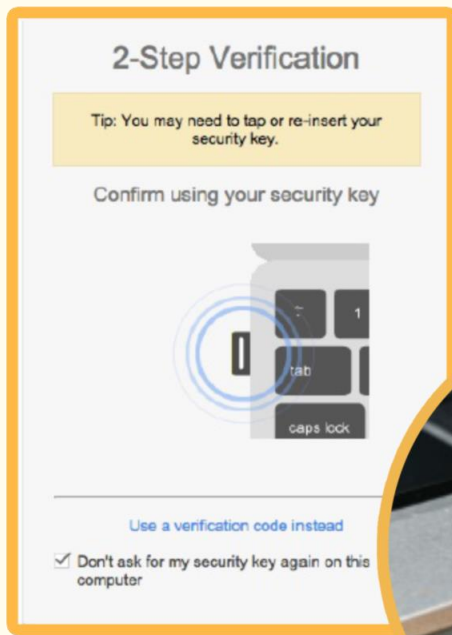 2-Step Verification
Tip: You may need to tap or re-insert your
security key.
Confirm using your security key
1
tab
caps lock
Use a verification code instead
Don't ask for my security key again on this
computer